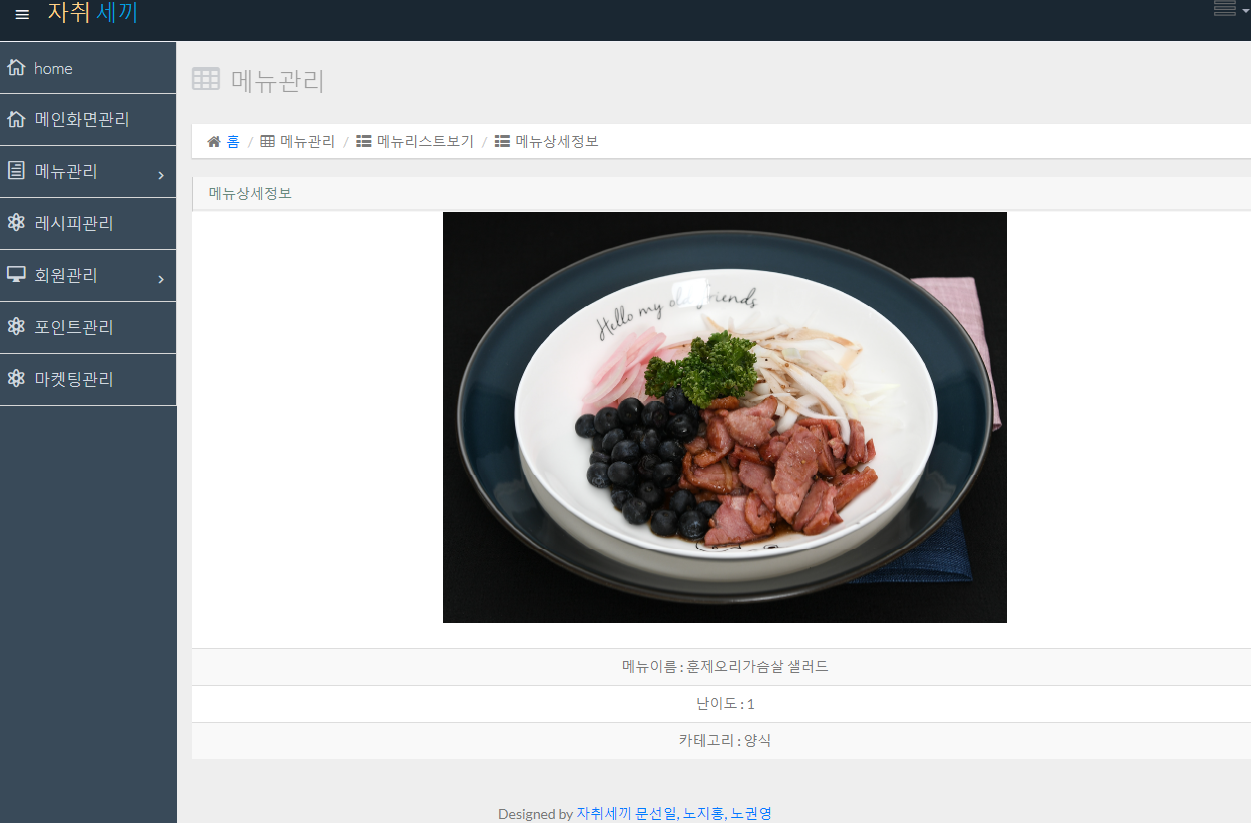 자취 세끼
home
메인화면관리
메뉴관리
레시피관리
회원관리
포인트관리
마켓팅관리
메뉴관리
홈 / 메뉴관리 / 메뉴리스트보기 / 메뉴상세정보
메뉴상세정보
Hello my old friends
메뉴이름 : 훈제오리가슴살 샐러드
난이도 : 1
카테고리 : 양식
Designed by 자취세끼 문선일, 노지홍, 노권영